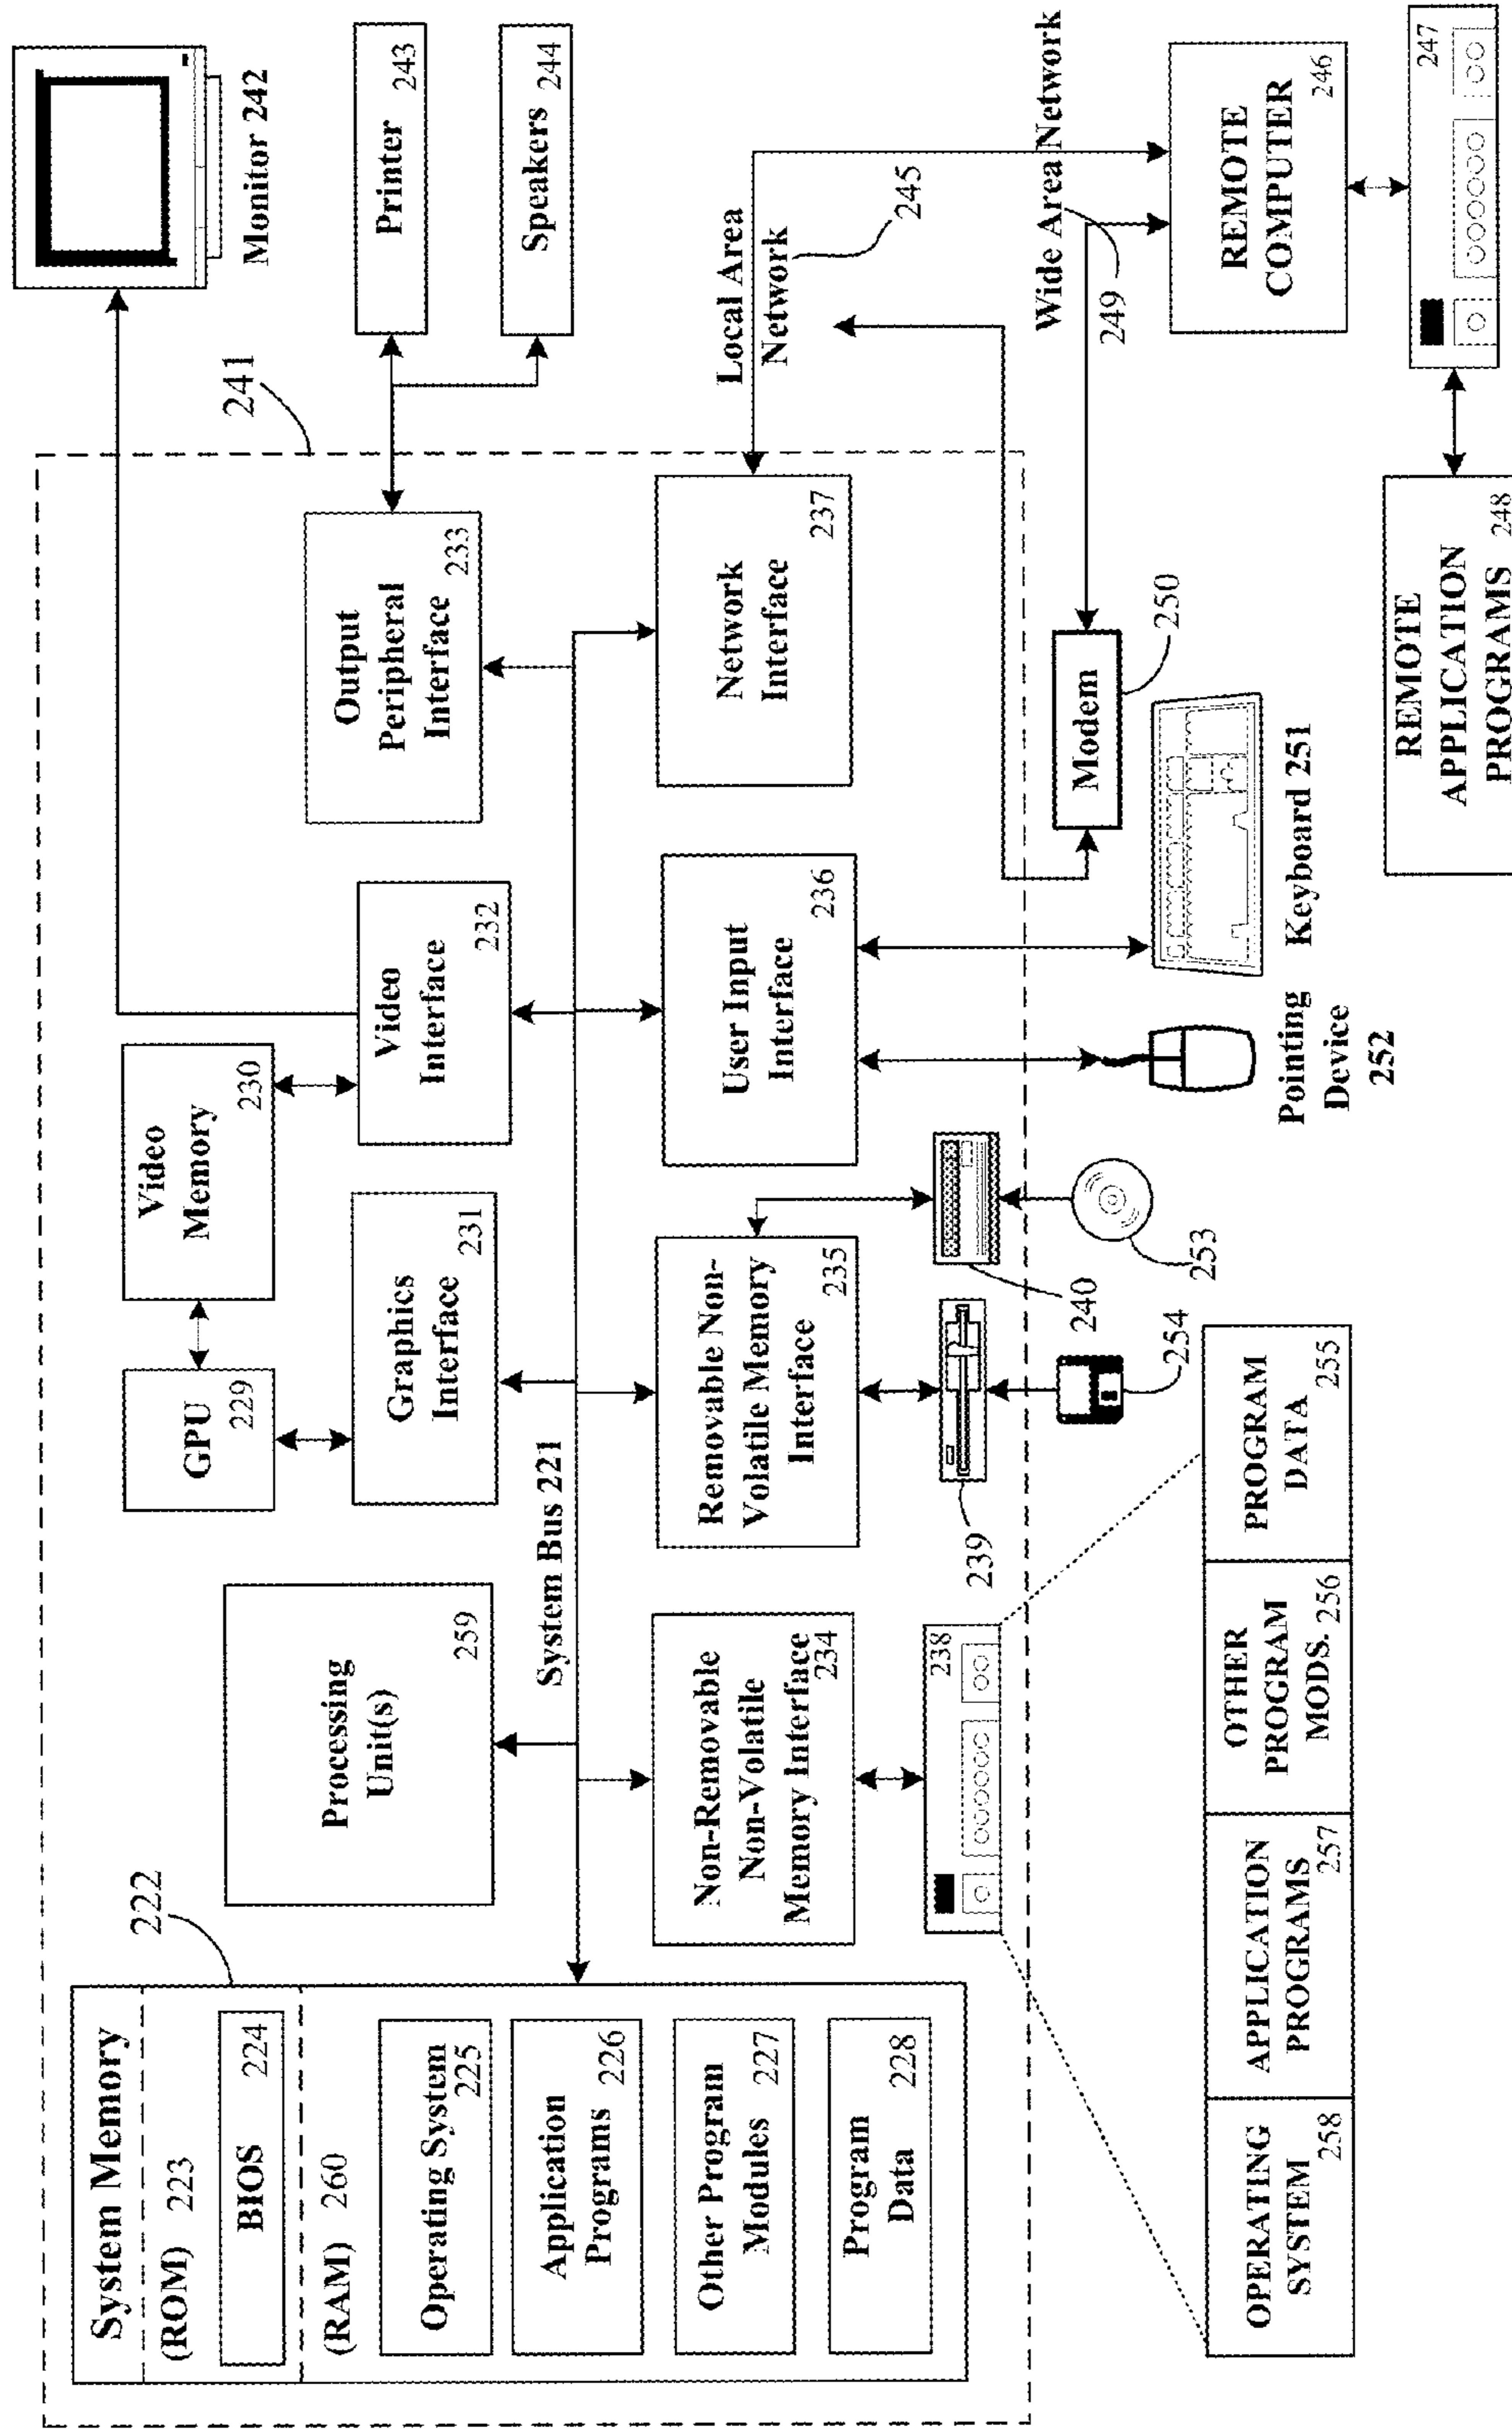 System Memory
(ROM) 223
BIOS 224
(RAM) 260
Operating System
225
Application
Programs 226
Other Program
Modules 227
Program
Data 228
222
Processing
Unit(s)
259
GPU
229
Video
Memory
230
Graphics
Interface
231
Video
Interface
232
Output
Peripheral
Interface
233
241
Monitor 242
Printer
243
Speakers
244
System Bus 221
Non-Removable
Non-Volatile
Memory Interface
234
Removable Non-
Volatile Memory
Interface
235
User Input
Interface
236
Network
Interface
237
Local Area
Network
245
238
239
240
254
253
Pointing
Device
252
Keyboard 251
Modem
250
Wide Area Network
249
REMOTE
COMPUTER
246
247
REMOTE
APPLICATION
PROGRAMS 248
OPERATING
SYSTEM
258
APPLICATION
PROGRAMS
257
OTHER
PROGRAM
MODS. 256
PROGRAM
DATA
255